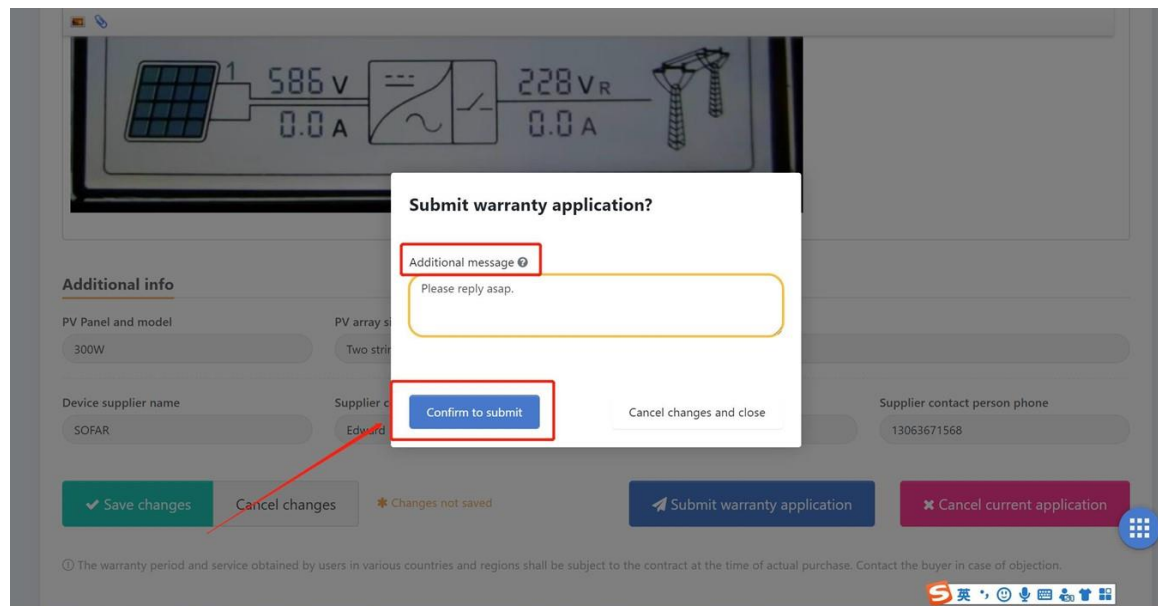 1 586 V 228 V R
0.0 A 0.0 A
Submit warranty application?
Additional message
Please reply asap.
Additional info
PV Panel and model PV array si
300W Two strin
Confirm to submit Cancel changes and close
Device supplier name Supplier c Supplier contact person phone
SOFAR Edward 13063671568
Save changes Cancel changes Changes not saved Submit warranty application Cancel current application
The warranty period and service obtained by users in various countries and regions shall be subject to the contract at the time of actual purchase. Contact the buyer in case of objection.
英